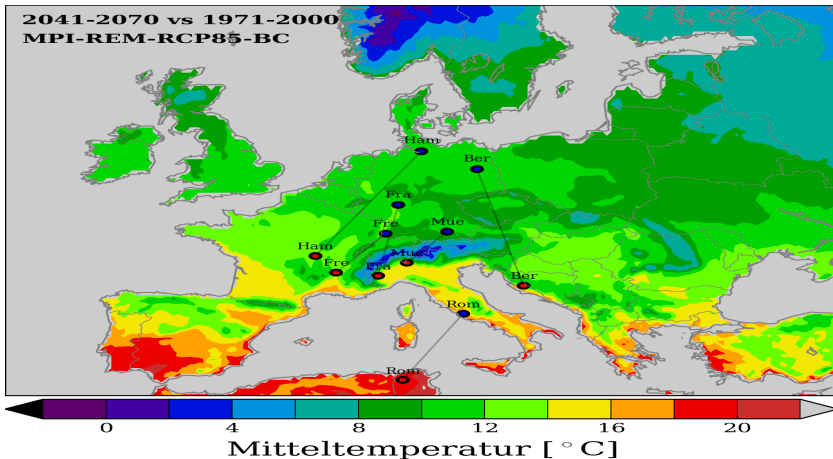 2041-2070 vs 1971-2000
MPI-REM-RCP85-BC
Ham
Ber
Fra
Fre
Mue
Ham
Fre
Fra
Mue
Ber
Rom
Rom
0 4 8 12 16 20
Mitteltemperatur [°C]